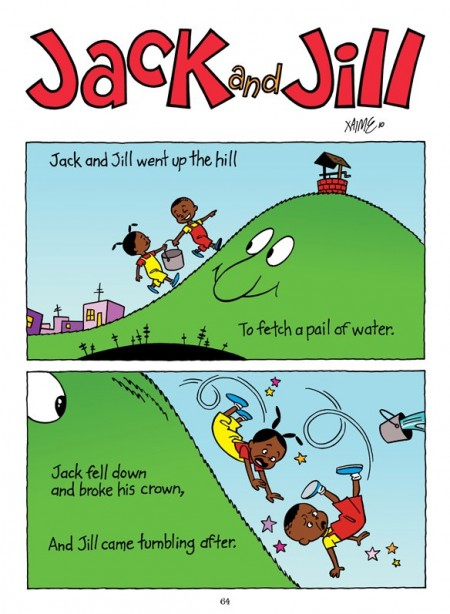 Jack and Jill
XAIME 10
Jack and Jill went up the hill
To fetch a pail of water.
Jack fell down
and broke his crown,
And Jill came tumbling after.
64